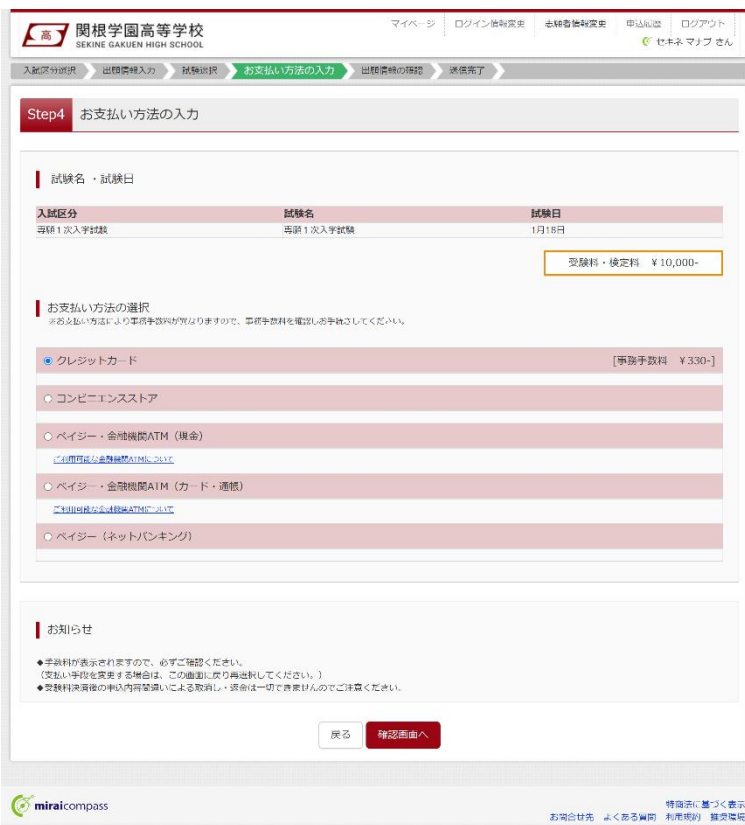 高
関根学園高等学校
SEKINE GAKUEN HIGH SCHOOL
マイページ ログイン情報変更 志願者情報変更 申込履歴 ログアウト
セキネ マナブ さん
入試区分選択 出願情報入力 試験選択 お支払い方法の入力 出願情報の確認 送信完了
Step4 お支払い方法の入力
試験名 ・試験日
入試区分 試験名 試験日
専願１次入学試験 専願１次入学試験 1月18日
受験料・検定料 ￥10,000-
お支払い方法の選択
※お支払い方法により事務手数料が異なりますので、事務手数料を確認しお手続きしてください。
クレジットカード [事務手数料 ￥330-]
コンビニエンスストア
ペイジー・金融機関ATM（現金）
ご利用可能な金融機関ATMについて
ペイジー・金融機関ATM（カード・通帳）
ご利用可能な金融機関ATMについて
ペイジー（ネットバンキング）
お知らせ
◆手数料が表示されますので、必ずご確認ください。
（支払い手段を変更する場合は、この画面に戻り再選択してください。）
◆受験料決済後の申込内容間違いによる取消し・返金は一切できませんのでご注意ください。
戻る 確認画面へ
miraicompass
特商法に基づく表示
お問合せ先 よくある質問 利用規約 推奨環境